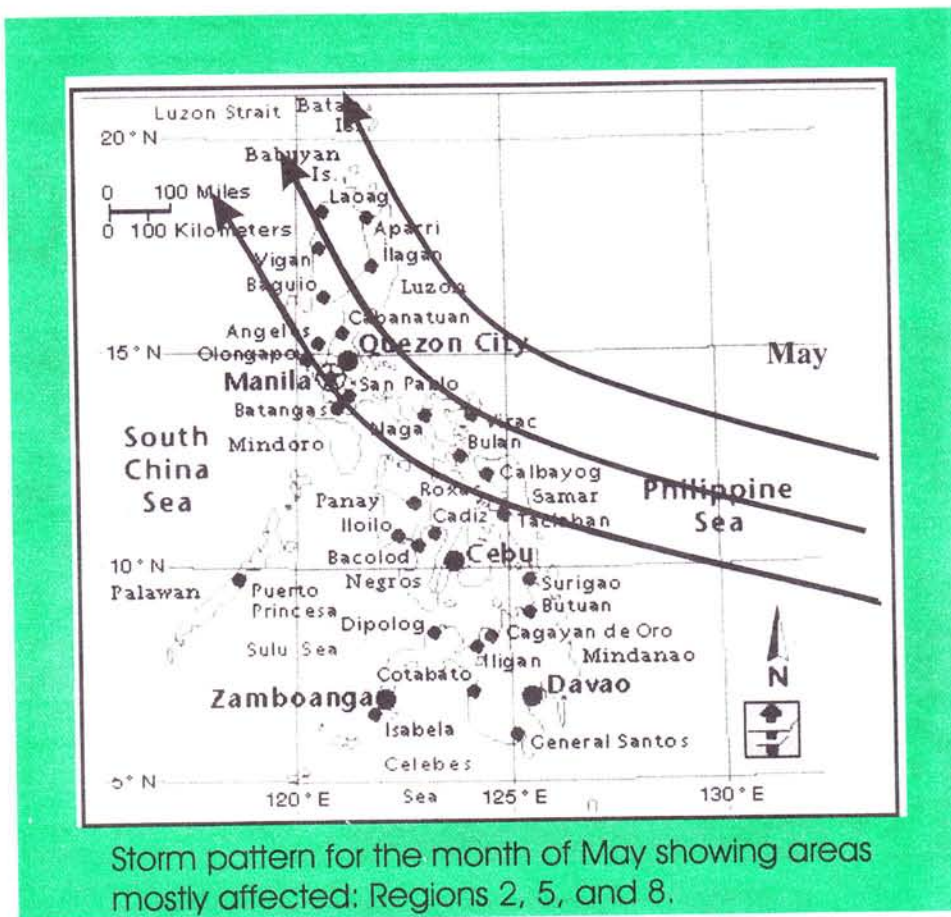 Luzon Strait Batan
Is.
20° N
Babuyan
Is.
0 100 Miles
0 100 Kilometers
Laoag
Aparri
Vigan
Ilagan
Baguio
Luzon
Cabanatuan
Angeles
Quezon City
Olongapo
15° N
May
Manila
San Pablo
Batangas
Naga
Virac
South
China
Sea
Mindoro
Bulan
Calbayog
Philippine
Sea
Roxas
Samar
Panay
Cadiz
Tacloban
Iloilo
Bacolod
Cebu
10° N
Negros
Surigao
Palawan
Puerto
Princesa
Butuan
Dipolog
Cagayan de Oro
Sulu Sea
Iligan
Mindanao
Cotabato
N
Zamboanga
Davao
Isabela
General Santos
Celebes
Sea
5° N
120° E
125° E
130° E
Storm pattern for the month of May showing areas
mostly affected: Regions 2, 5, and 8.